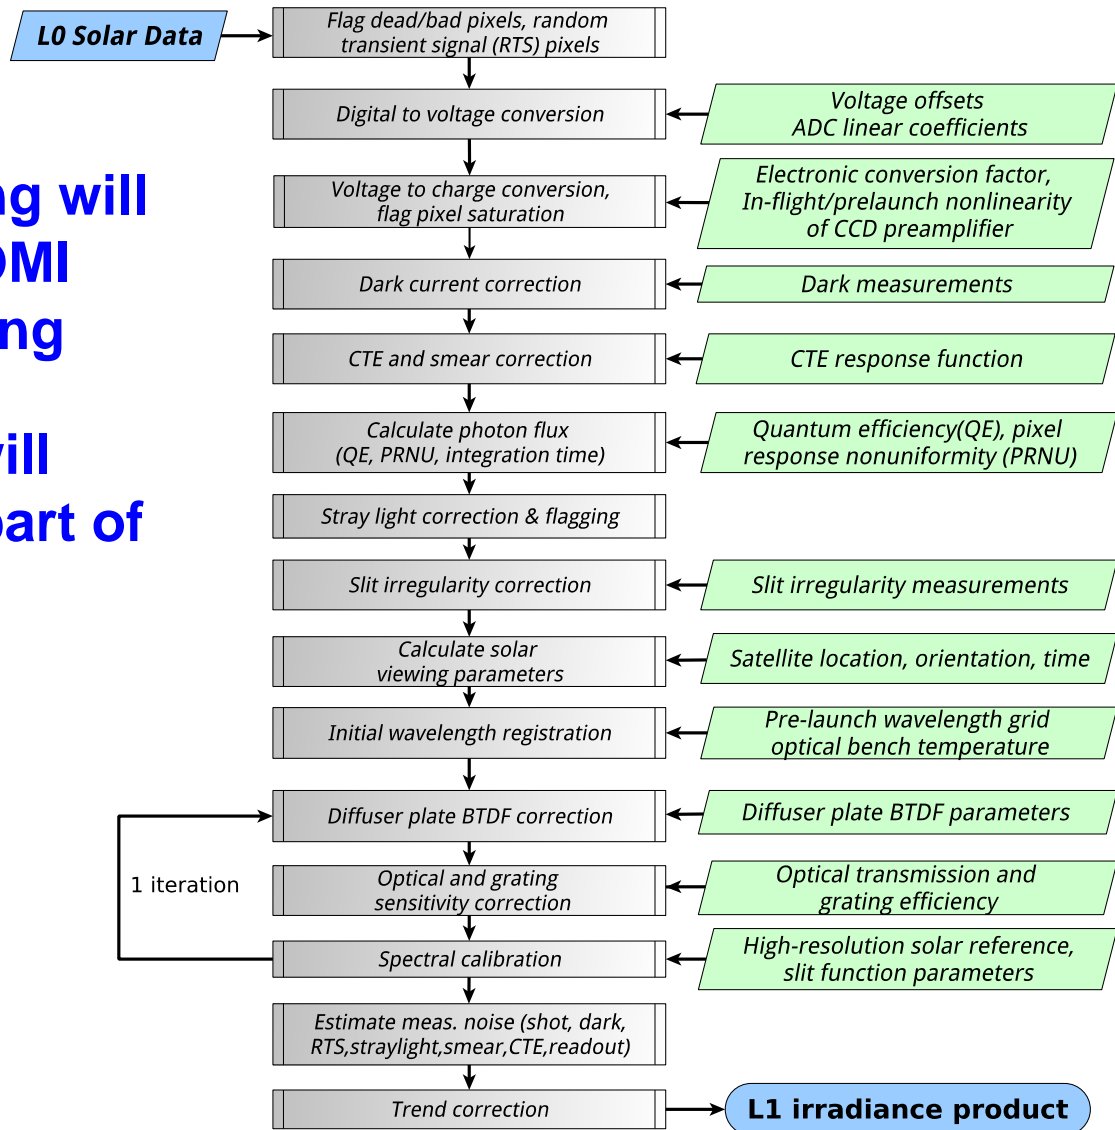 L0 Solar Data
Flag dead/bad pixels, random
transient signal (RTS) pixels
Digital to voltage conversion
Voltage offsets
ADC linear coefficients
ng will
OMI
ng
vill
part of
Voltage to charge conversion,
flag pixel saturation
Electronic conversion factor,
In-flight/prelaunch nonlinearity
of CCD preamplifier
Dark current correction
Dark measurements
CTE and smear correction
CTE response function
Calculate photon flux
(QE, PRNU, integration time)
Quantum efficiency(QE), pixel
response nonuniformity (PRNU)
Stray light correction & flagging
Slit irregularity correction
Slit irregularity measurements
Calculate solar
viewing parameters
Satellite location, orientation, time
Initial wavelength registration
Pre-launch wavelength grid
optical bench temperature
Diffuser plate BTDF correction
Diffuser plate BTDF parameters
1 iteration
Optical and grating
sensitivity correction
Optical transmission and
grating efficiency
Spectral calibration
High-resolution solar reference,
slit function parameters
Estimate meas. noise (shot, dark,
RTS,straylight,smear,CTE,readout)
Trend correction
L1 irradiance product